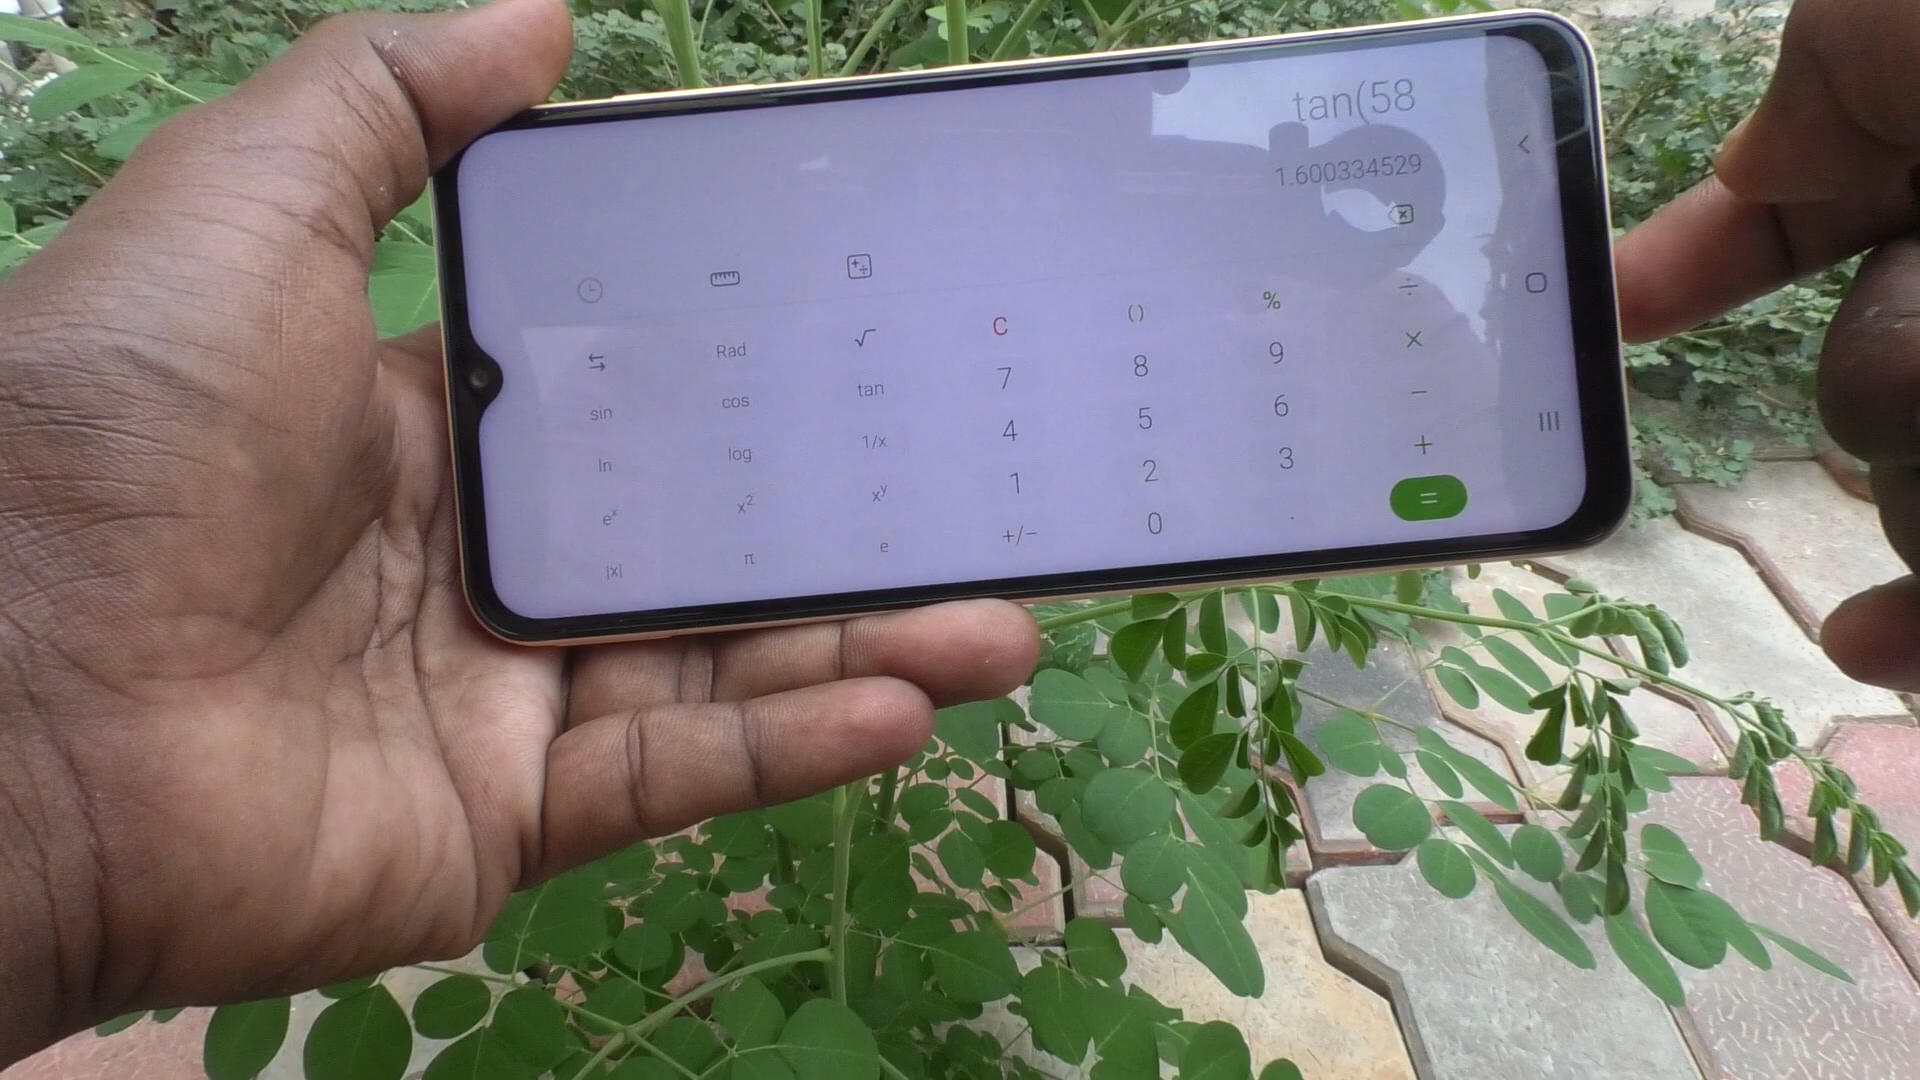 tan(58
1.600334529
Rad √ C () % ÷
sin cos tan 7 8 9 ×
ln log 1/x 4 5 6 −
eˣ x² xʸ 1 2 3 +
|x| π e +/− 0 . =